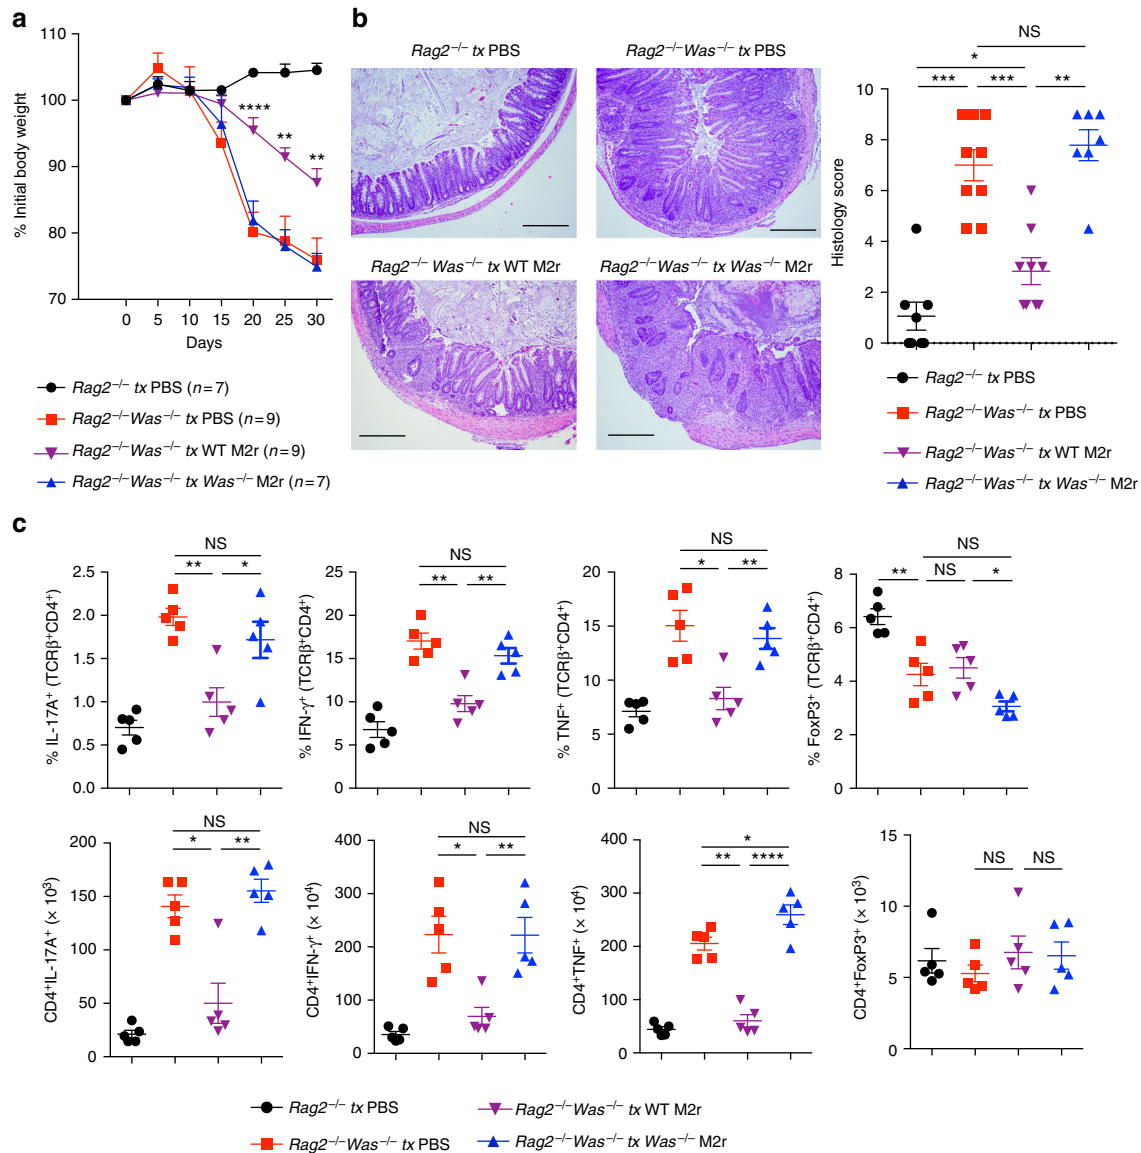 a
% Initial body weight
110
100
90
80
70
****
**
**
0 5 10 15 20 25 30
Days
Rag2–/– tx PBS (n=7)
Rag2–/–Was–/– tx PBS (n=9)
Rag2–/–Was–/– tx WT M2r (n=9)
Rag2–/–Was–/– tx Was–/– M2r (n=7)
b
Rag2–/– tx PBS
Rag2–/–Was–/– tx PBS
Rag2–/– Was–/– tx WT M2r
Rag2–/–Was–/– tx Was–/– M2r
NS
*
*** *** **
Histology score
10
8
6
4
2
0
Rag2–/– tx PBS
Rag2–/–Was–/– tx PBS
Rag2–/–Was–/– tx WT M2r
Rag2–/–Was–/– tx Was–/– M2r
c
NS
** *
% IL-17A+ (TCRβ+CD4+)
2.5
2.0
1.5
1.0
0.5
0.0
NS
** **
% IFN-γ+ (TCRβ+CD4+)
25
20
15
10
5
0
NS
* **
% TNF+ (TCRβ+CD4+)
20
15
10
5
0
NS
** NS *
% FoxP3+ (TCRβ+CD4+)
8
6
4
2
0
NS
* **
CD4+IL-17A+ (× 10³)
200
150
100
50
0
NS
* **
CD4+IFN-γ+ (× 10⁴)
400
300
200
100
0
*
** ****
CD4+TNF+ (× 10⁴)
400
300
200
100
0
NS NS
CD4+FoxP3+ (× 10³)
15
10
5
0
Rag2–/– tx PBS
Rag2–/–Was–/– tx PBS
Rag2–/–Was–/– tx WT M2r
Rag2–/–Was–/– tx Was–/– M2r